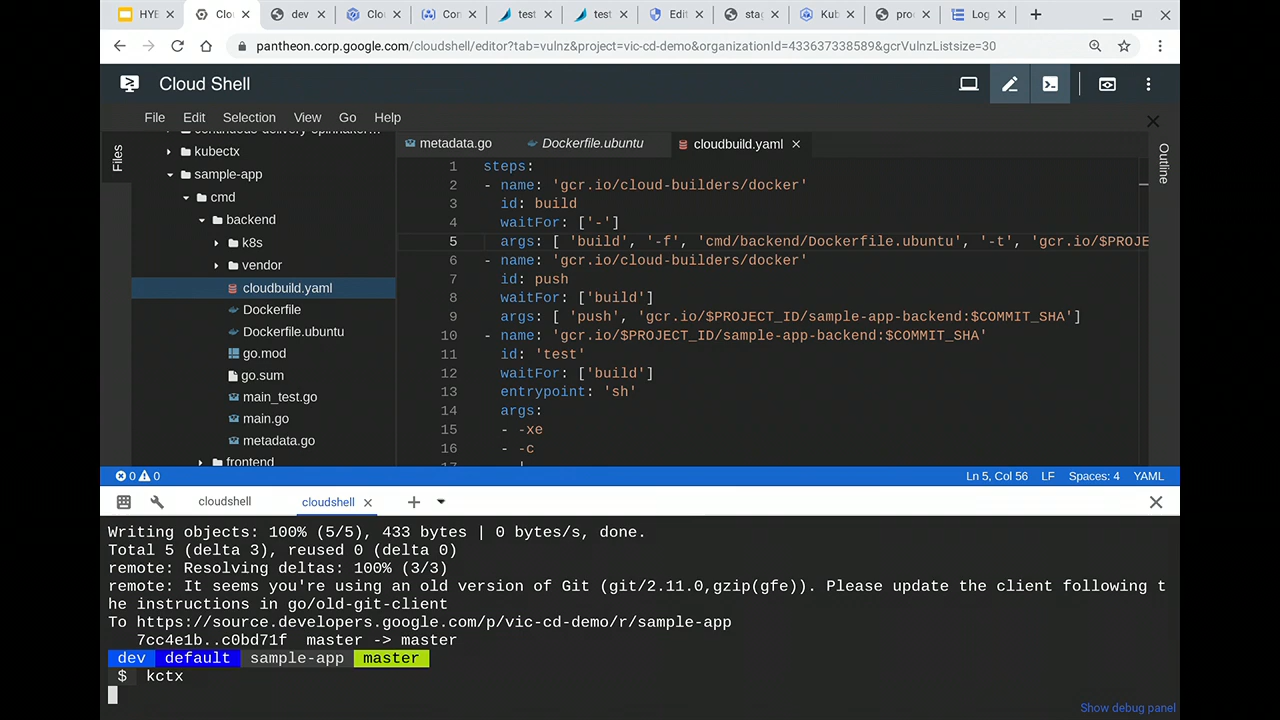 HYE
Clou
dev
Clou
Con
test
test
Edit
stag
Kub
proc
Log
pantheon.corp.google.com/cloudshell/editor?tab=vulnz&project=vic-cd-demo&organizationId=433637338589&gcrVulnzListsize=30
Cloud Shell
File Edit Selection View Go Help
Files
kubectx
sample-app
cmd
backend
k8s
vendor
cloudbuild.yaml
Dockerfile
Dockerfile.ubuntu
go.mod
go.sum
main_test.go
main.go
metadata.go
frontend
metadata.go
Dockerfile.ubuntu
cloudbuild.yaml
Outline
1 steps:
2 - name: 'gcr.io/cloud-builders/docker'
3 id: build
4 waitFor: ['-']
5 args: [ 'build', '-f', 'cmd/backend/Dockerfile.ubuntu', '-t', 'gcr.io/$PROJE
6 - name: 'gcr.io/cloud-builders/docker'
7 id: push
8 waitFor: ['build']
9 args: [ 'push', 'gcr.io/$PROJECT_ID/sample-app-backend:$COMMIT_SHA']
10 - name: 'gcr.io/$PROJECT_ID/sample-app-backend:$COMMIT_SHA'
11 id: 'test'
12 waitFor: ['build']
13 entrypoint: 'sh'
14 args:
15 - -xe
16 - -c
0 0
Ln 5, Col 56 LF Spaces: 4 YAML
cloudshell
cloudshell
Writing objects: 100% (5/5), 433 bytes | 0 bytes/s, done.
Total 5 (delta 3), reused 0 (delta 0)
remote: Resolving deltas: 100% (3/3)
remote: It seems you're using an old version of Git (git/2.11.0,gzip(gfe)). Please update the client following t
he instructions in go/old-git-client
To https://source.developers.google.com/p/vic-cd-demo/r/sample-app
7cc4e1b..c0bd71f master -> master
dev default sample-app master
$ kctx
Show debug panel